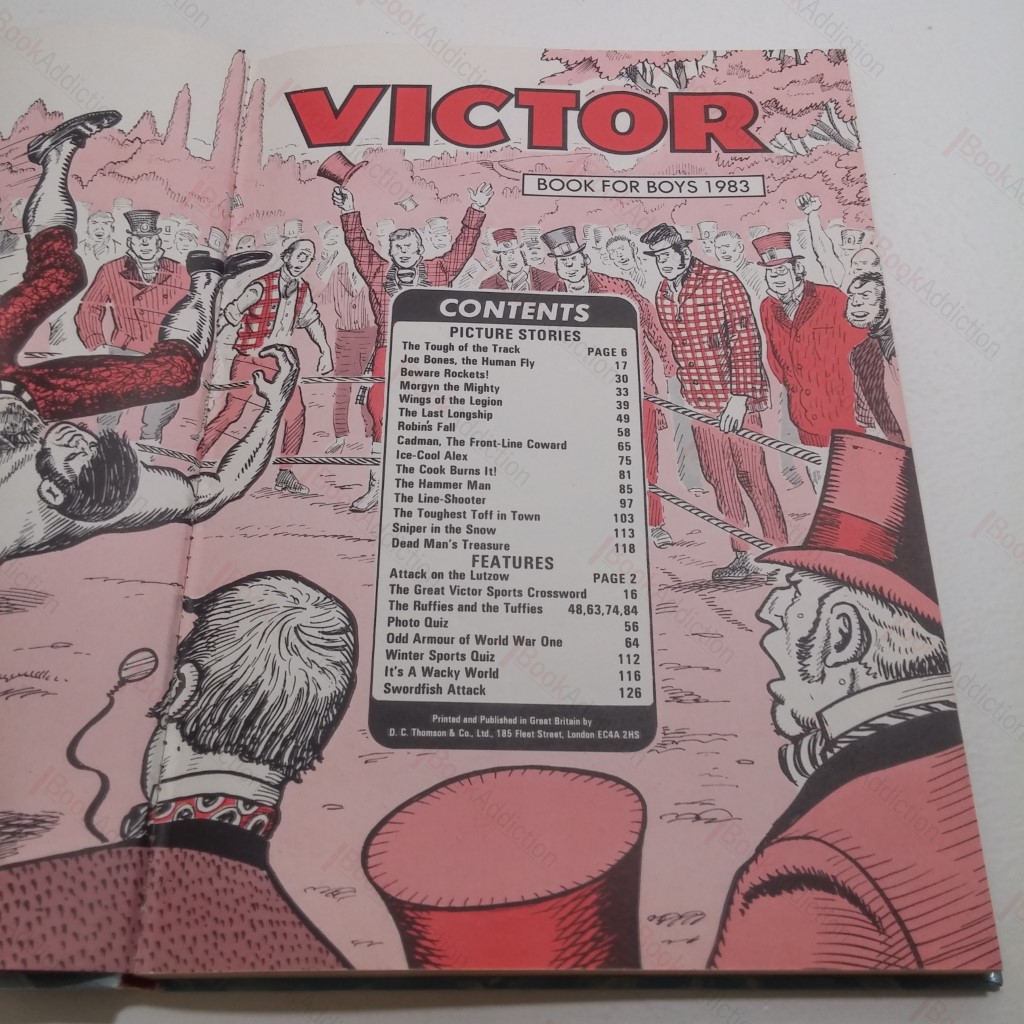 VICTOR
BOOK FOR BOYS 1983
CONTENTS
PICTURE STORIES
The Tough of the Track PAGE 6
Joe Bones, the Human Fly 17
Beware Rockets! 30
Morgyn the Mighty 33
Wings of the Legion 39
The Last Longship 49
Robin's Fall 58
Cadman, The Front-Line Coward 65
Ice-Cool Alex 75
The Cook Burns It! 81
The Hammer Man 85
The Line-Shooter 97
The Toughest Toff in Town 103
Sniper in the Snow 113
Dead Man's Treasure 118
FEATURES
Attack on the Lutzow PAGE 2
The Great Victor Sports Crossword 16
The Ruffies and the Tuffies 48,63,74,84
Photo Quiz 56
Odd Armour of World War One 64
Winter Sports Quiz 112
It's A Wacky World 116
Swordfish Attack 126
Printed and Published in Great Britain by
D. C. Thomson & Co., Ltd., 185 Fleet Street, London EC4A 2HS
BookAddiction